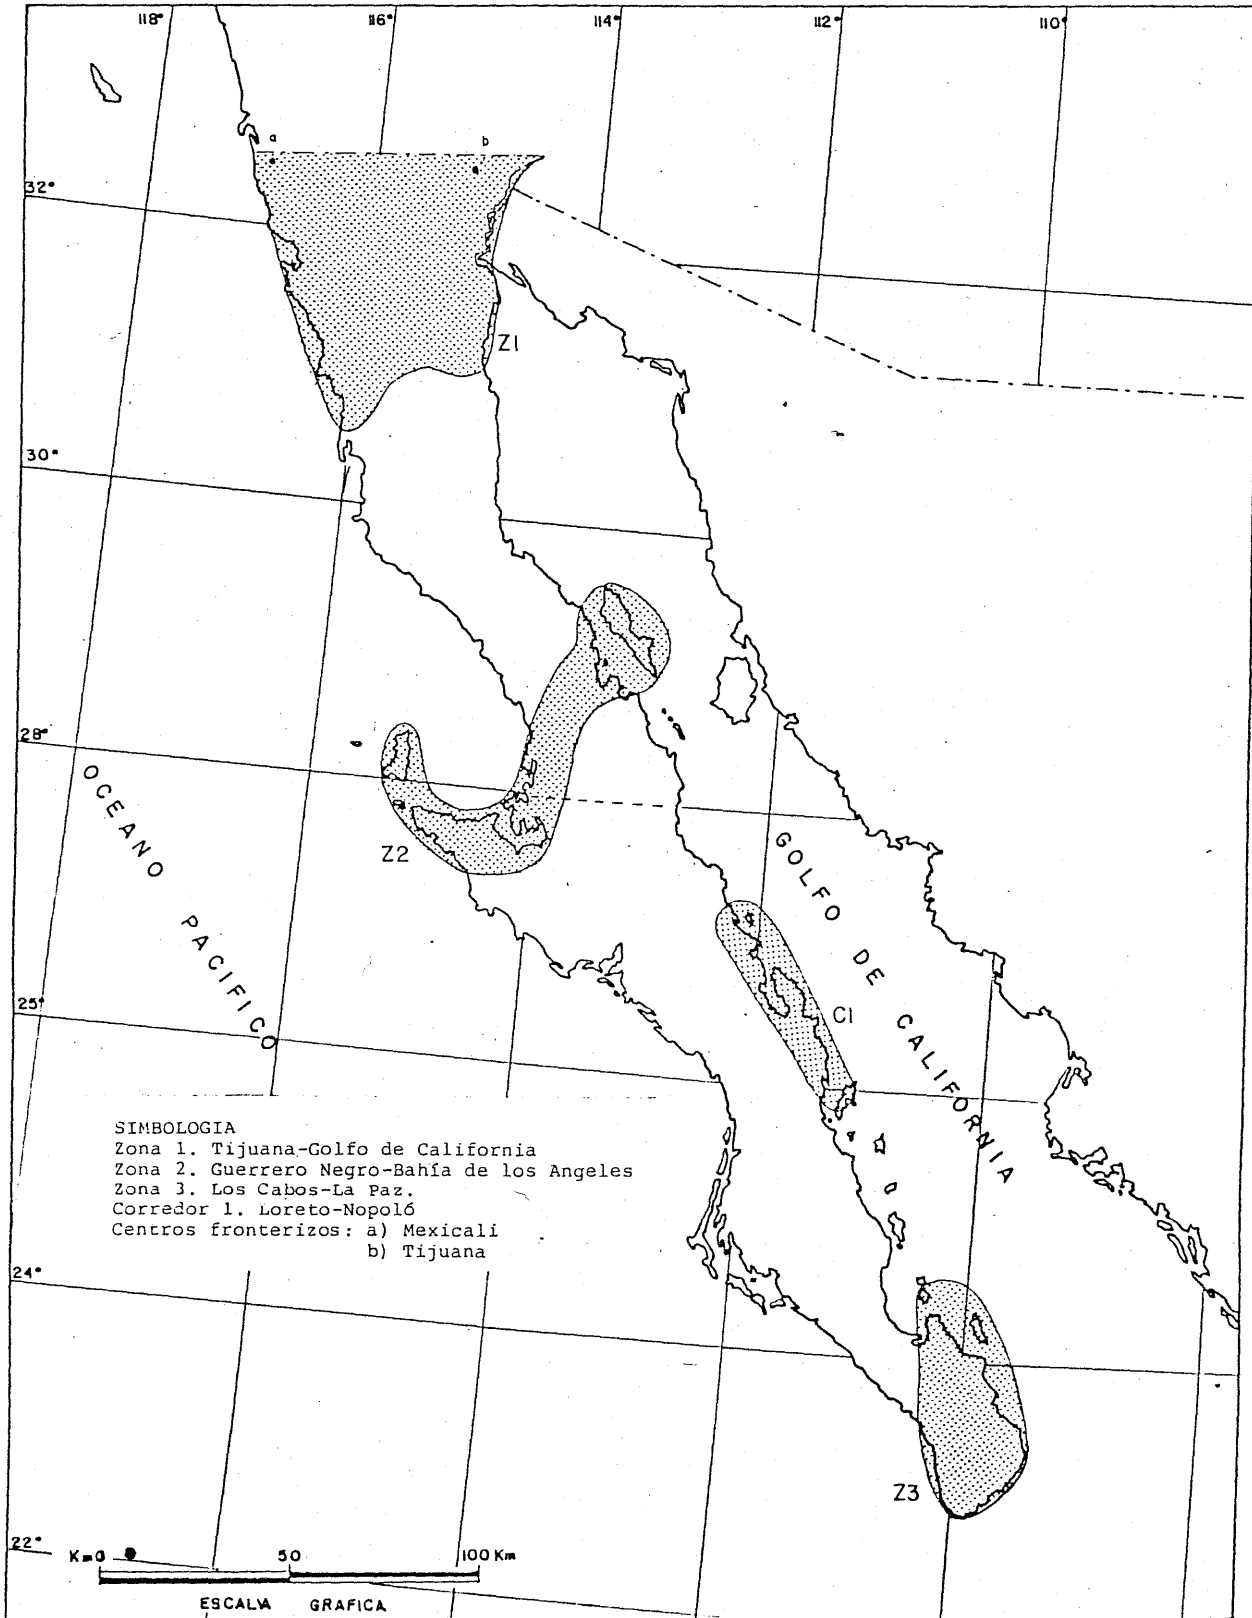 118° 116° 114° 112° 110°
a b
32°
Z1
30°
28°
Z2
OCEANO PACIFICO
GOLFO DE CALIFORNIA
25°
C1
SIMBOLOGIA
Zona 1. Tijuana-Golfo de California
Zona 2. Guerrero Negro-Bahía de los Angeles
Zona 3. Los Cabos-La Paz.
Corredor 1. Loreto-Nopoló
Centros fronterizos: a) Mexicali
b) Tijuana
24°
Z3
22°
Km 0 50 100 Km
ESCALA GRAFICA